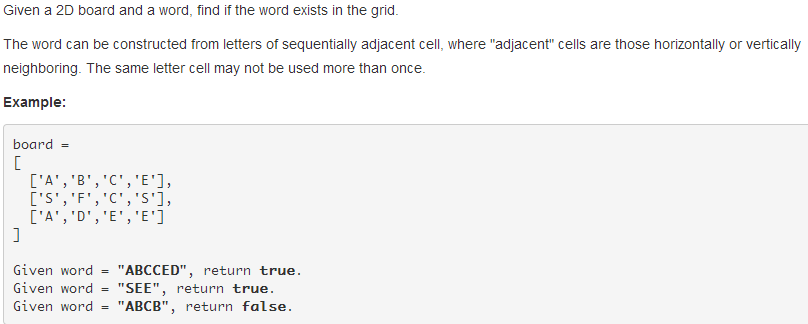 Given a 2D board and a word, find if the word exists in the grid.
The word can be constructed from letters of sequentially adjacent cell, where "adjacent" cells are those horizontally or vertically
neighboring. The same letter cell may not be used more than once.
Example:
board =
[
  ['A','B','C','E'],
  ['S','F','C','S'],
  ['A','D','E','E']
]
Given word = "ABCCED", return true.
Given word = "SEE", return true.
Given word = "ABCB", return false.